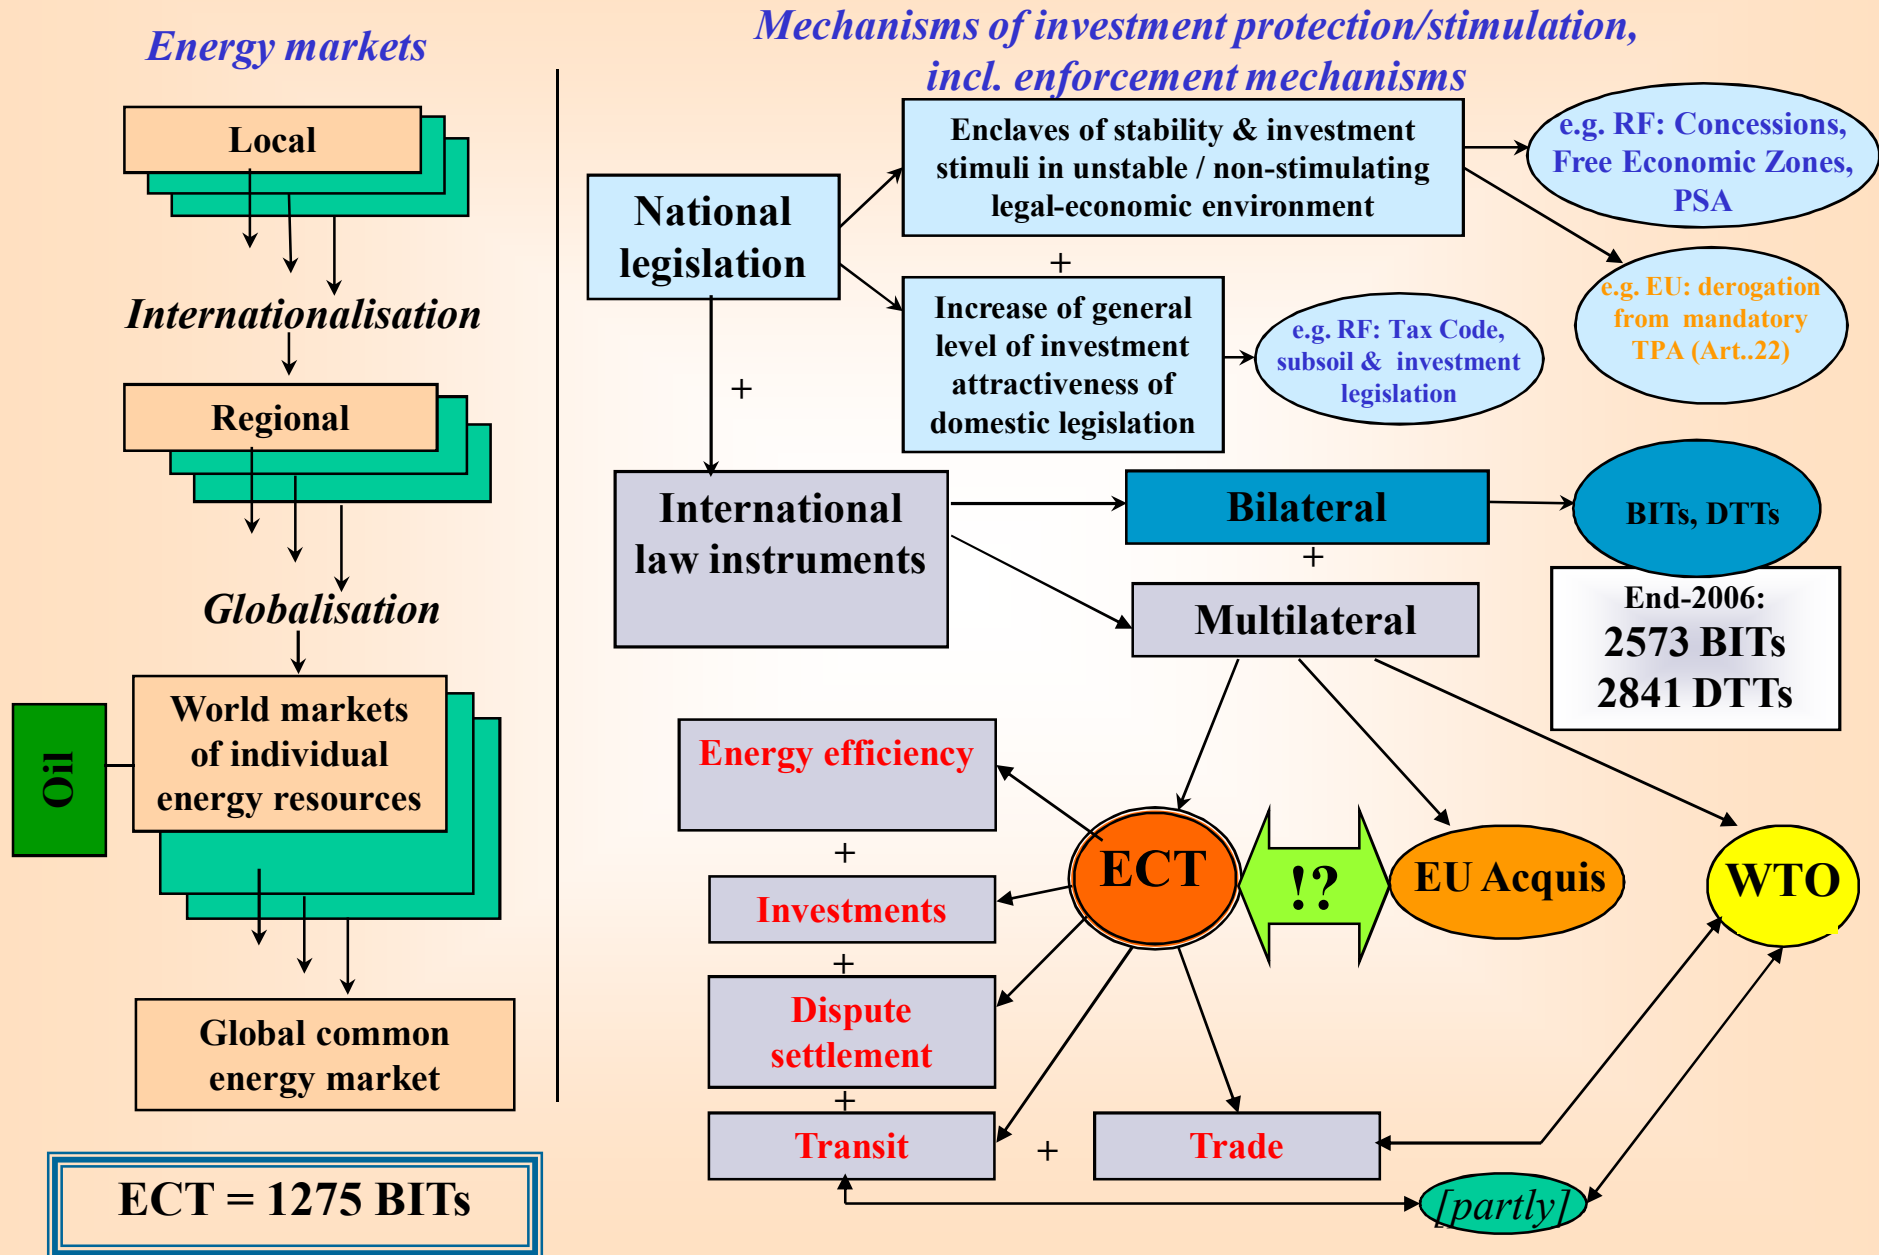 Energy markets
Mechanisms of investment protection/stimulation,
incl. enforcement mechanisms
Local
Internationalisation
Regional
Globalisation
Oil
World markets
of individual
energy resources
Global common
energy market
ECT = 1275 BITs
National
legislation
Enclaves of stability & investment
stimuli in unstable / non-stimulating
legal-economic environment
e.g. RF: Concessions,
Free Economic Zones,
PSA
+
e.g. EU: derogation
from mandatory
TPA (Art..22)
Increase of general
level of investment
attractiveness of
domestic legislation
e.g. RF: Tax Code,
subsoil & investment
legislation
+
International
law instruments
Bilateral
BITs, DTTs
+
End-2006:
2573 BITs
2841 DTTs
Multilateral
Energy efficiency
+
ECT
!?
EU Acquis
WTO
Investments
+
Dispute
settlement
+
Transit
+
Trade
[partly]